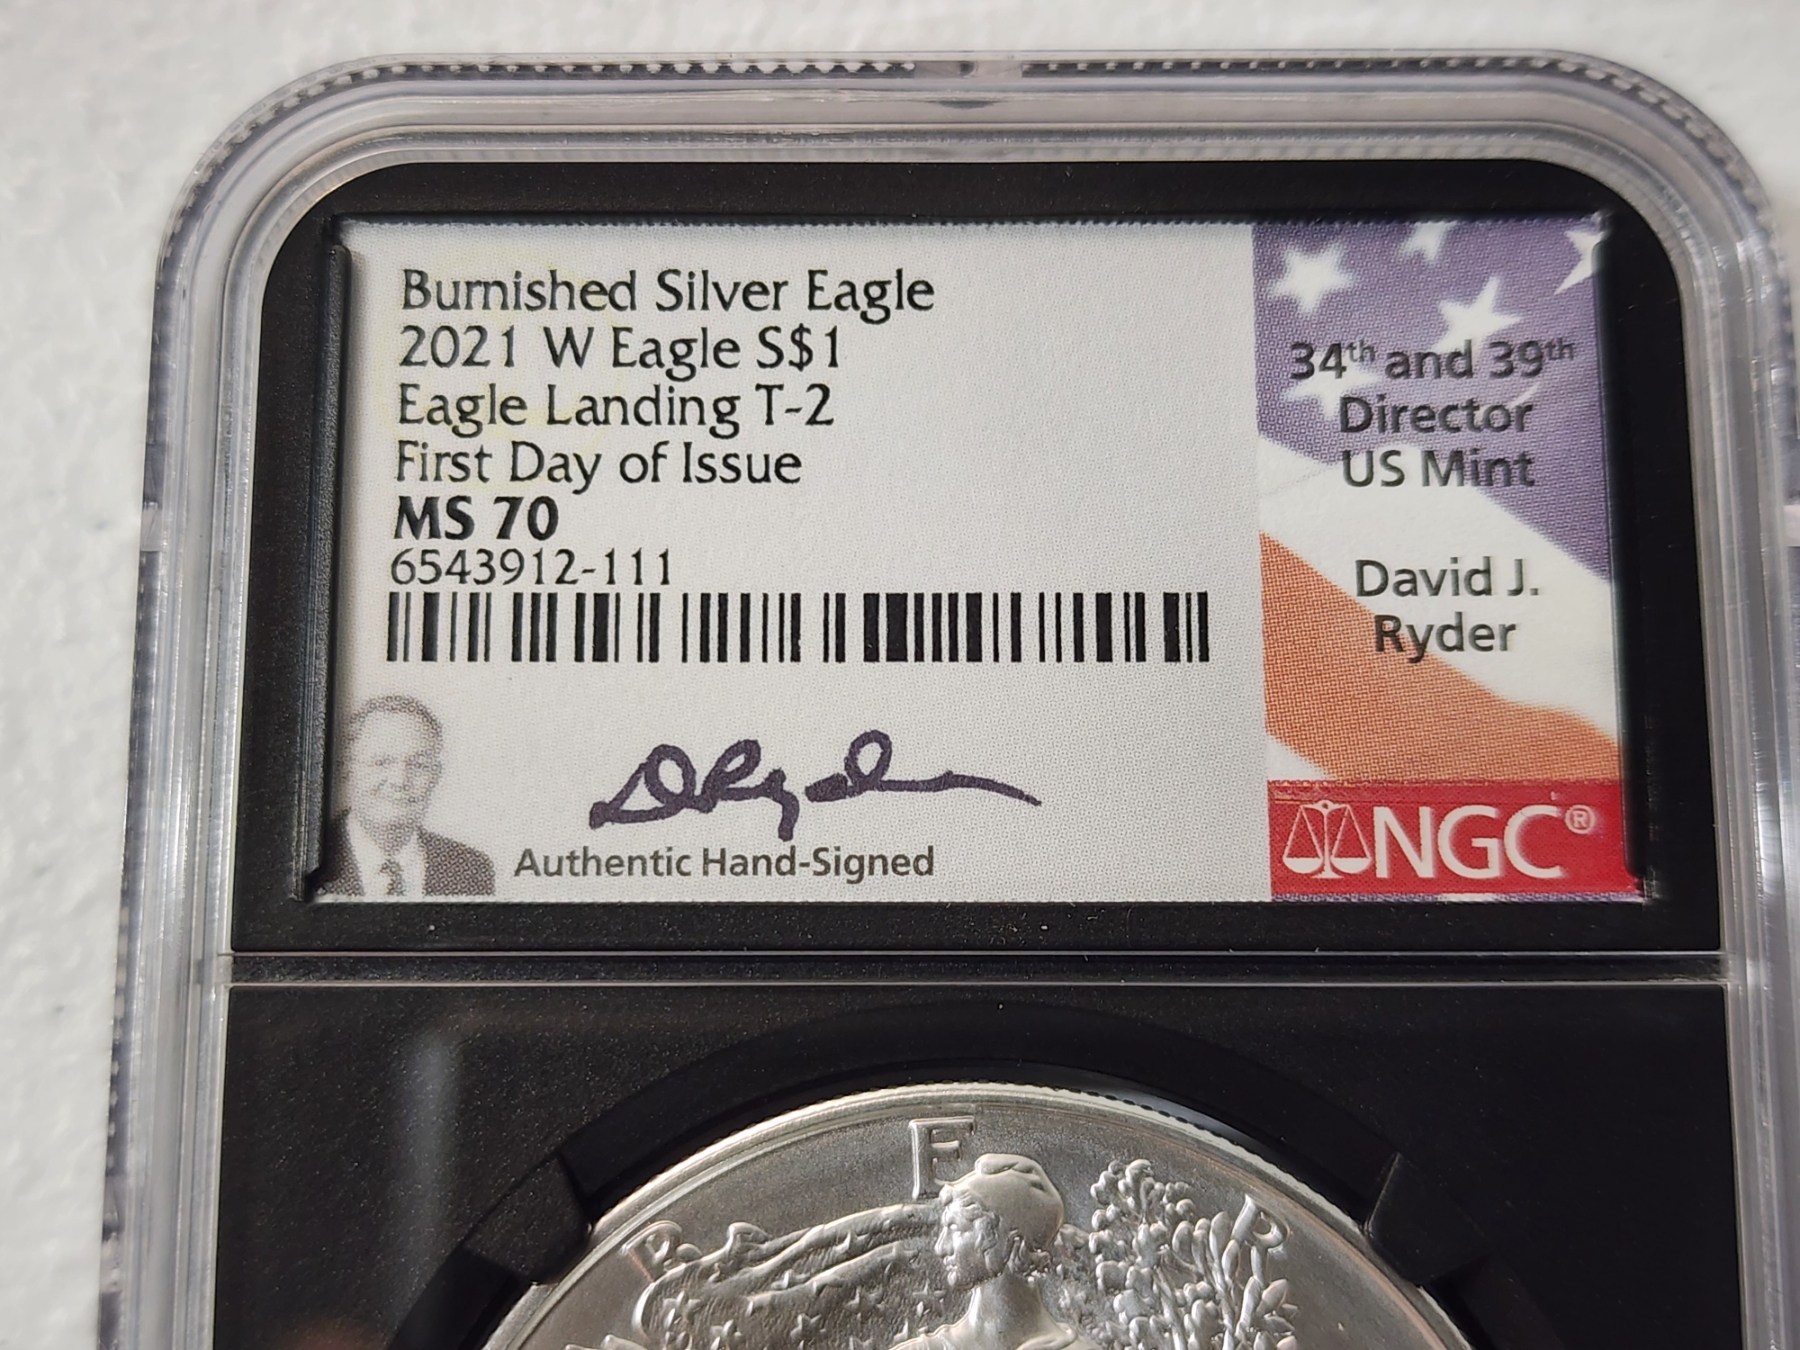 Burnished Silver Eagle
2021 W Eagle S$1
Eagle Landing T-2
First Day of Issue
MS 70
6543912-111
DRyder
Authentic Hand-Signed
34th and 39th
Director
US Mint
David J.
Ryder
NGC®